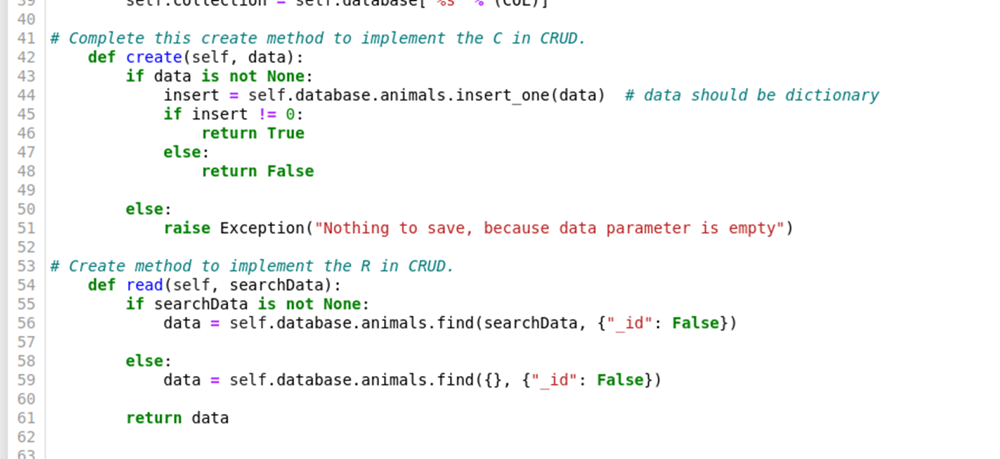 39 self.collection = self.database['%s' % (COL)]
40
41 # Complete this create method to implement the C in CRUD.
42 def create(self, data):
43 if data is not None:
44 insert = self.database.animals.insert_one(data)  # data should be dictionary
45 if insert != 0:
46 return True
47 else:
48 return False
49
50 else:
51 raise Exception("Nothing to save, because data parameter is empty")
52
53 # Create method to implement the R in CRUD.
54 def read(self, searchData):
55 if searchData is not None:
56 data = self.database.animals.find(searchData, {"_id": False})
57
58 else:
59 data = self.database.animals.find({}, {"_id": False})
60
61 return data
62
63